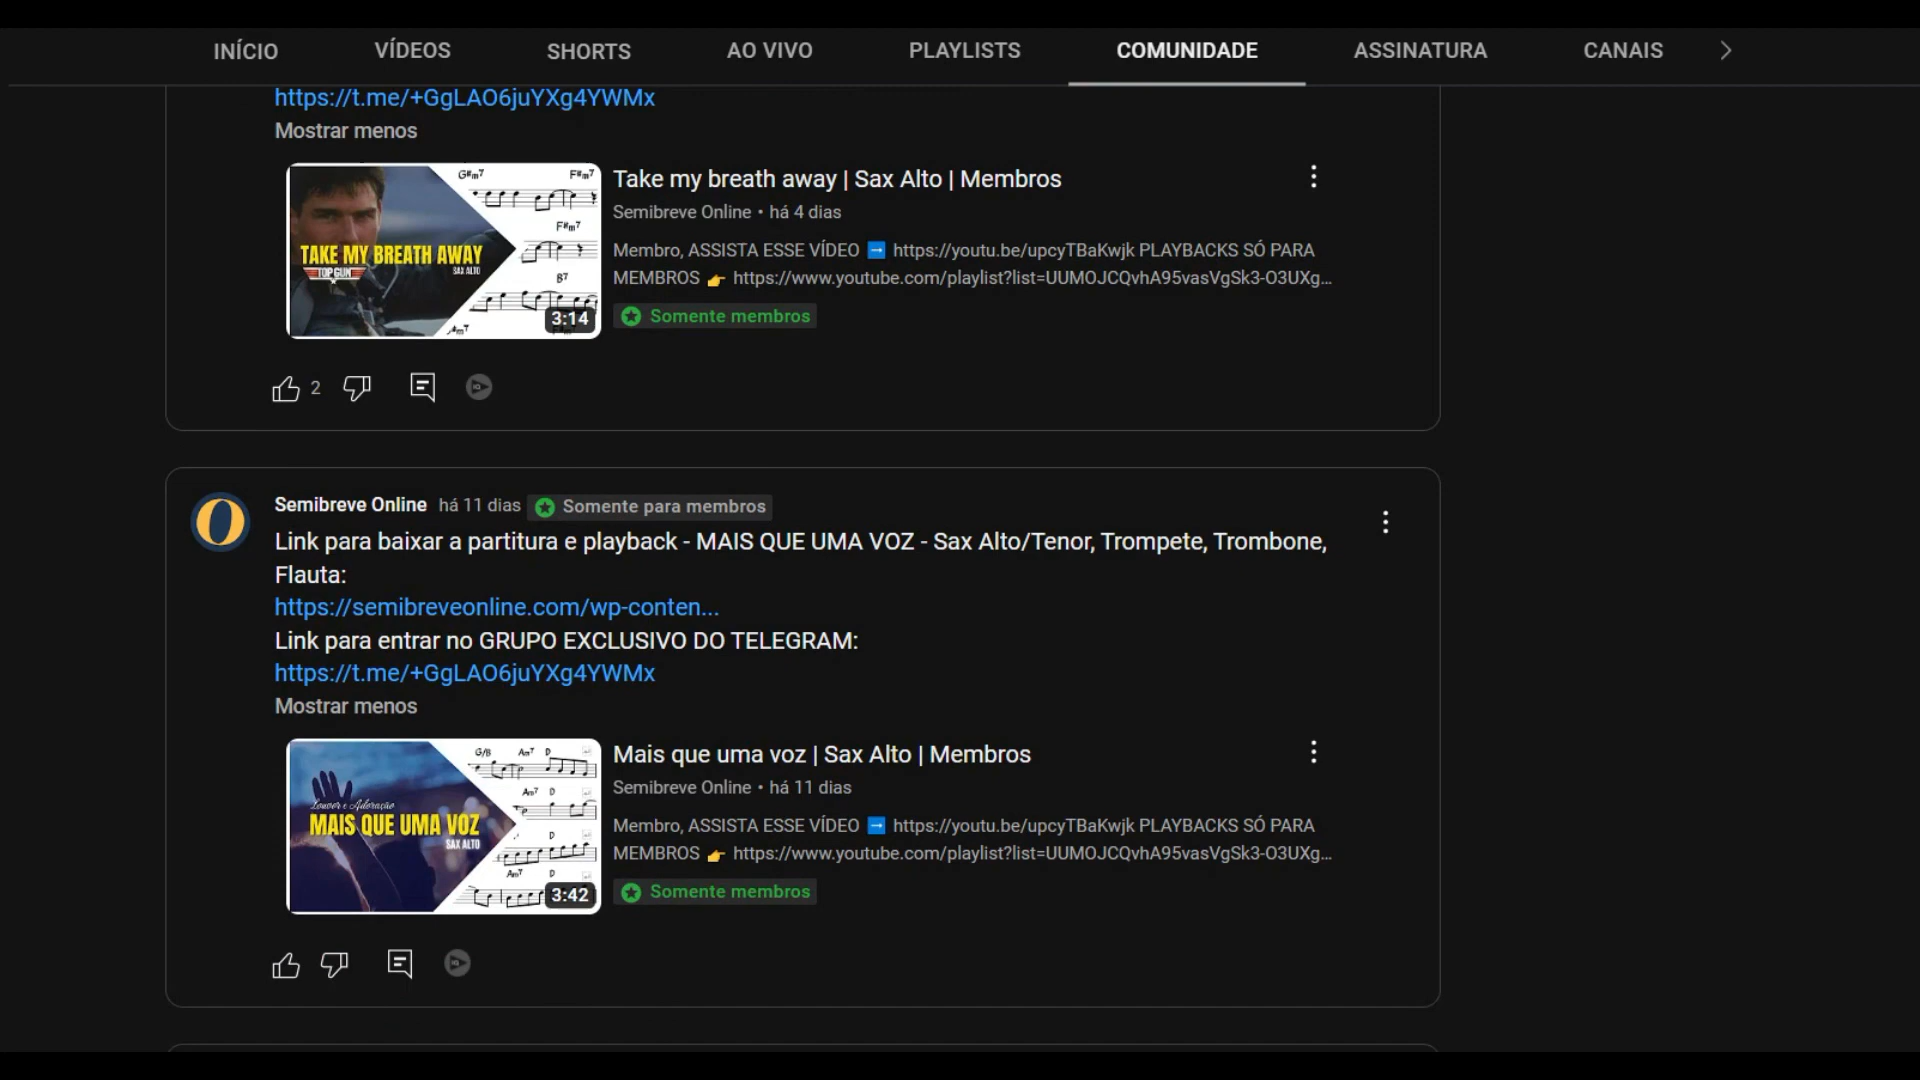 INÍCIO VÍDEOS SHORTS AO VIVO PLAYLISTS COMUNIDADE ASSINATURA CANAIS
https://t.me/+GgLAO6juYXg4YWMx
Mostrar menos
G#m7 F#m7
F#m7
B7
TAKE MY BREATH AWAY
SAX ALTO
TOP GUN
3:14
Take my breath away | Sax Alto | Membros
Semibreve Online • há 4 dias
Membro, ASSISTA ESSE VÍDEO ➡️ https://youtu.be/upcyTBaKwjk PLAYBACKS SÓ PARA
MEMBROS 👉 https://www.youtube.com/playlist?list=UUMOJCQvhA95vasVgSk3-O3UXg...
Somente membros
2
Semibreve Online há 11 dias Somente para membros
Link para baixar a partitura e playback - MAIS QUE UMA VOZ - Sax Alto/Tenor, Trompete, Trombone,
Flauta:
https://semibreveonline.com/wp-conten...
Link para entrar no GRUPO EXCLUSIVO DO TELEGRAM:
https://t.me/+GgLAO6juYXg4YWMx
Mostrar menos
G/B Am7 D
Am7 D
D
Am7 D
Louvor e Adoração
MAIS QUE UMA VOZ
SAX ALTO
3:42
Mais que uma voz | Sax Alto | Membros
Semibreve Online • há 11 dias
Membro, ASSISTA ESSE VÍDEO ➡️ https://youtu.be/upcyTBaKwjk PLAYBACKS SÓ PARA
MEMBROS 👉 https://www.youtube.com/playlist?list=UUMOJCQvhA95vasVgSk3-O3UXg...
Somente membros